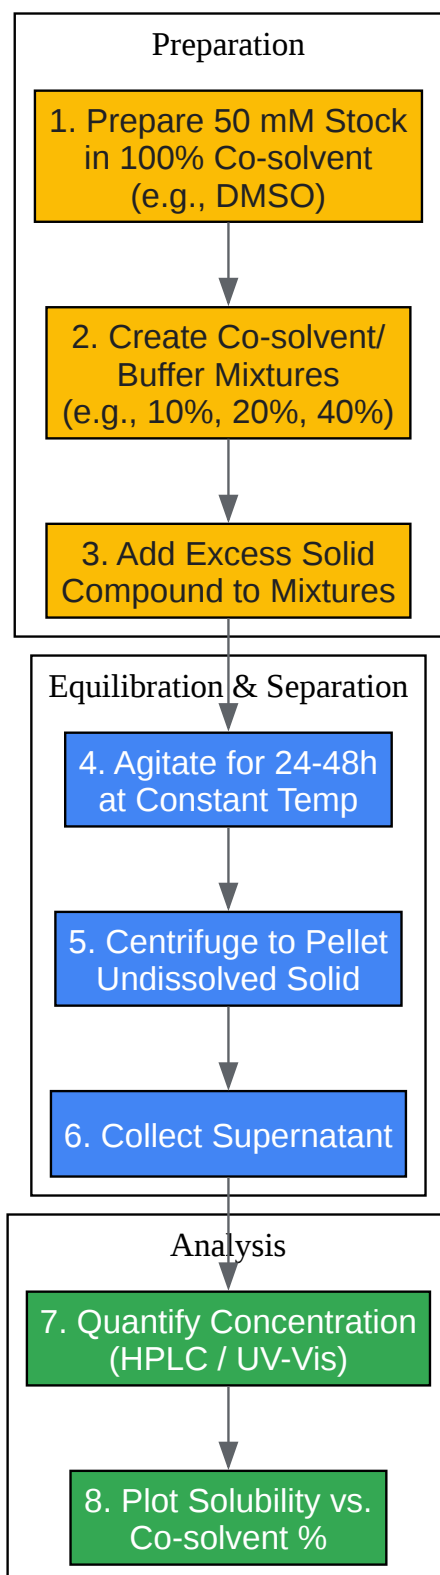 Preparation
1. Prepare 50 mM Stock
in 100% Co-solvent
(e.g., DMSO)
2. Create Co-solvent/
Buffer Mixtures
(e.g., 10%, 20%, 40%)
3. Add Excess Solid
Compound to Mixtures
Equilibration & Separation
4. Agitate for 24-48h
at Constant Temp
5. Centrifuge to Pellet
Undissolved Solid
6. Collect Supernatant
Analysis
7. Quantify Concentration
(HPLC / UV-Vis)
8. Plot Solubility vs.
Co-solvent %